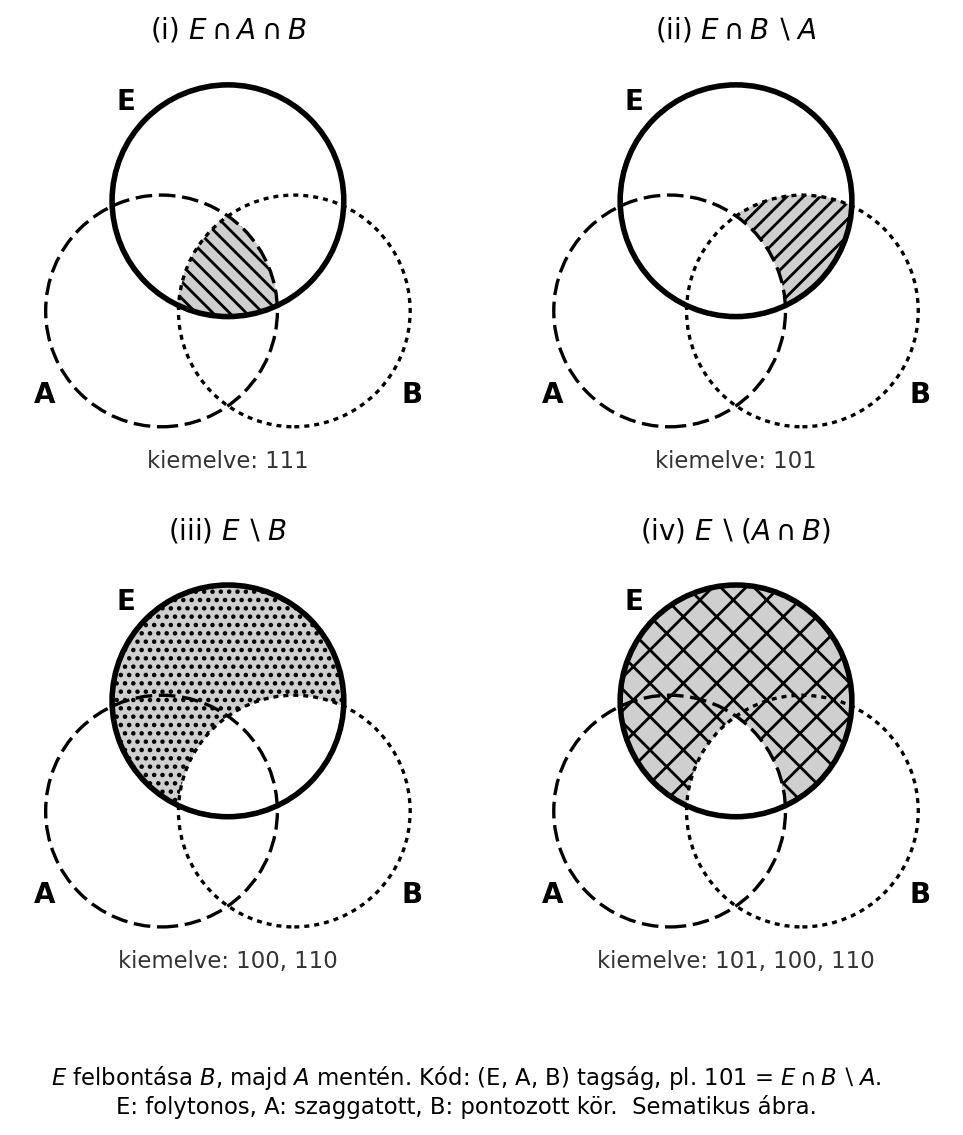 (i) E ∩ A ∩ B
(ii) E ∩ B \ A
E
E
A
B
A
B
kiemelve: 111
kiemelve: 101
(iii) E \ B
(iv) E \ (A ∩ B)
E
E
A
B
A
B
kiemelve: 100, 110
kiemelve: 101, 100, 110
E felbontása B, majd A mentén. Kód: (E, A, B) tagság, pl. 101 = E ∩ B \ A.
E: folytonos, A: szaggatott, B: pontozott kör. Sematikus ábra.